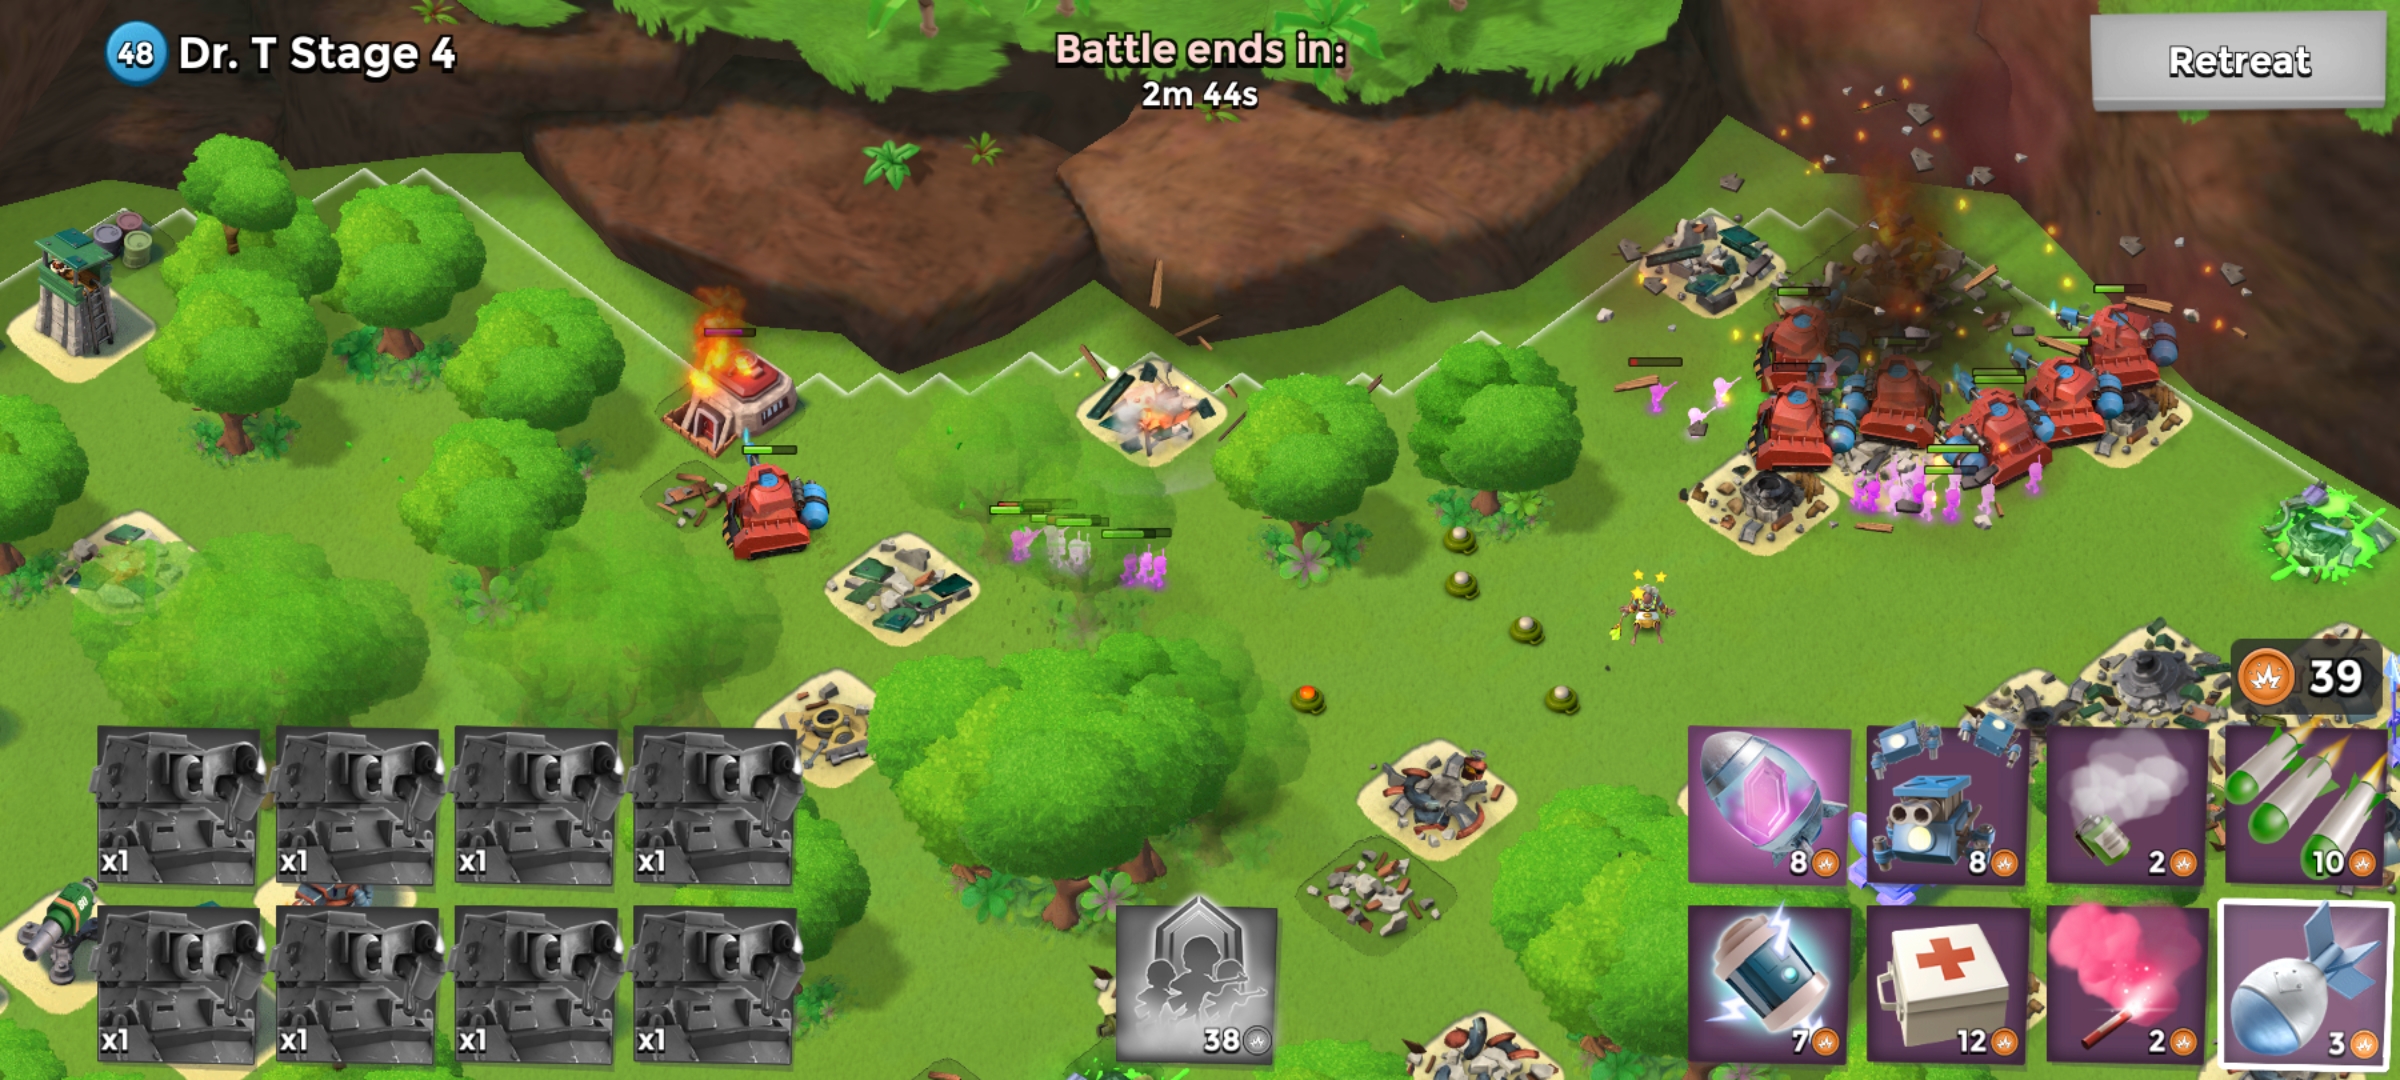 48 Dr. T Stage 4
Battle ends in:
2m 44s
Retreat
39
x1 x1 x1 x1
8 8 2 10
x1 x1 x1 x1
38
7 12 2 3